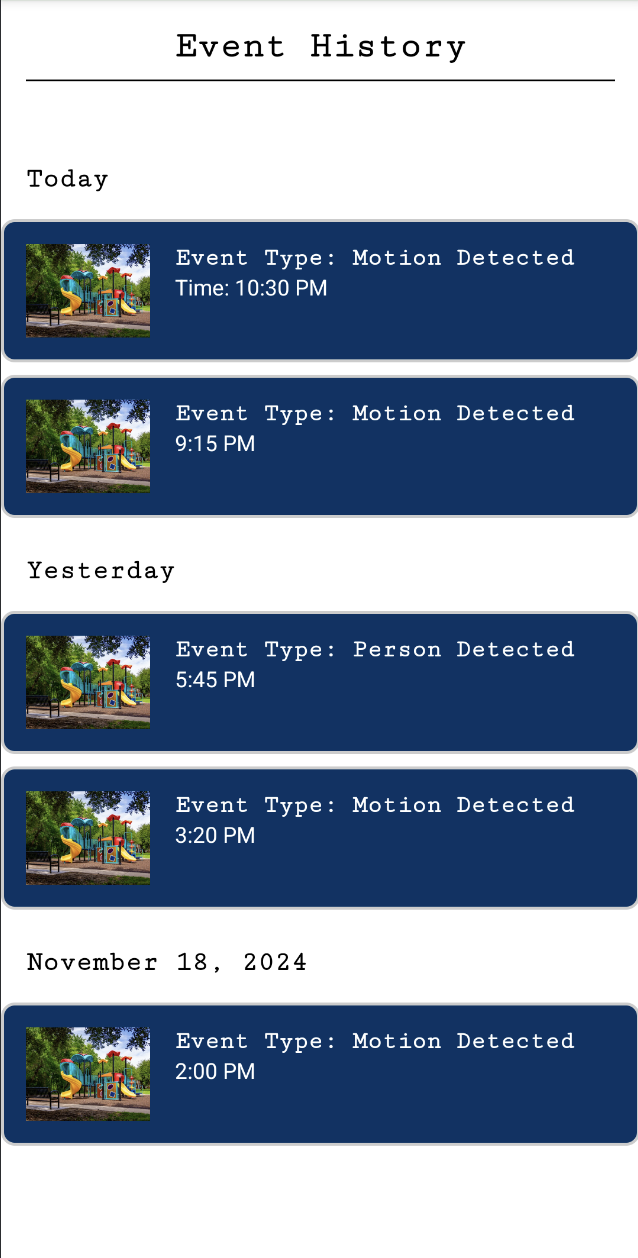 Event History
Today
Event Type: Motion Detected
Time: 10:30 PM
Event Type: Motion Detected
9:15 PM
Yesterday
Event Type: Person Detected
5:45 PM
Event Type: Motion Detected
3:20 PM
November 18, 2024
Event Type: Motion Detected
2:00 PM